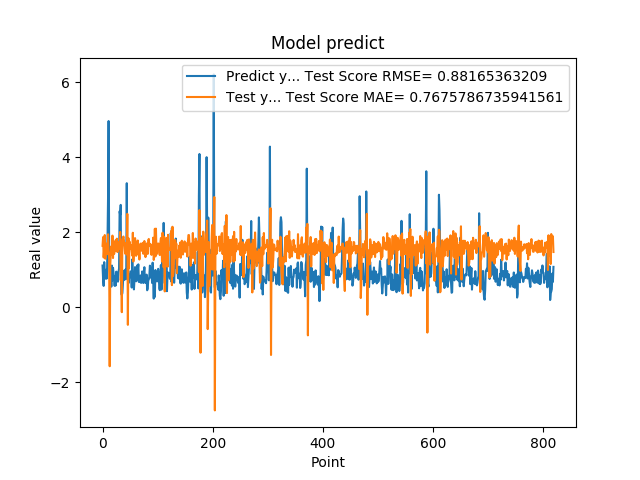 Model predict
Predict y... Test Score RMSE= 0.88165363209
Test y... Test Score MAE= 0.7675786735941561
Real value
6
4
2
0
−2
0 200 400 600 800
Point